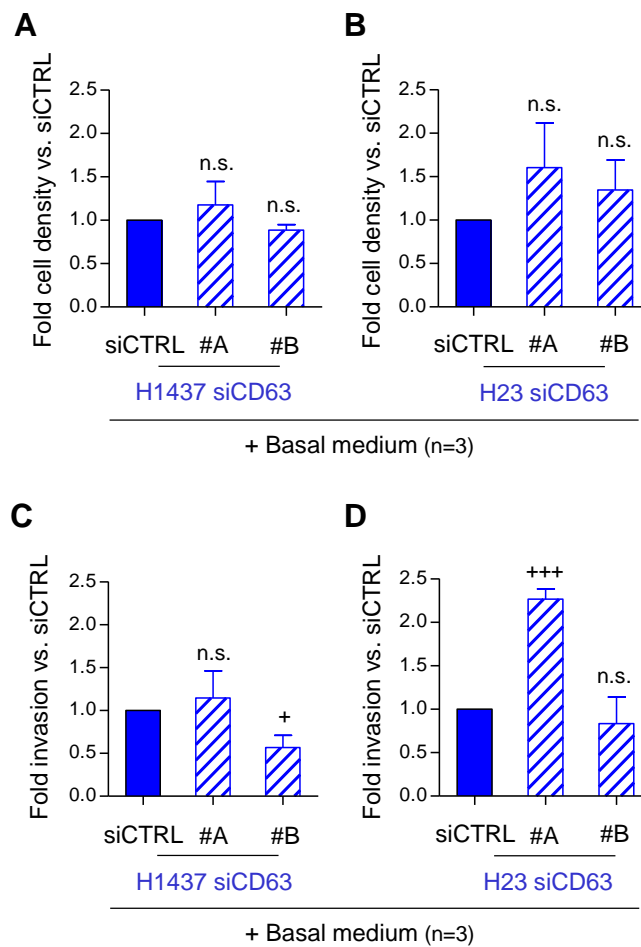 A
Fold cell density vs. siCTRL
2.5
2.0
1.5
1.0
0.5
0.0
n.s.
n.s.
siCTRL #A #B
H1437 siCD63
B
Fold cell density vs. siCTRL
2.5
2.0
1.5
1.0
0.5
0.0
n.s.
n.s.
siCTRL #A #B
H23 siCD63
+ Basal medium (n=3)
C
Fold invasion vs. siCTRL
2.5
2.0
1.5
1.0
0.5
0.0
n.s.
+
siCTRL #A #B
H1437 siCD63
D
Fold invasion vs. siCTRL
2.5
2.0
1.5
1.0
0.5
0.0
+++
n.s.
siCTRL #A #B
H23 siCD63
+ Basal medium (n=3)